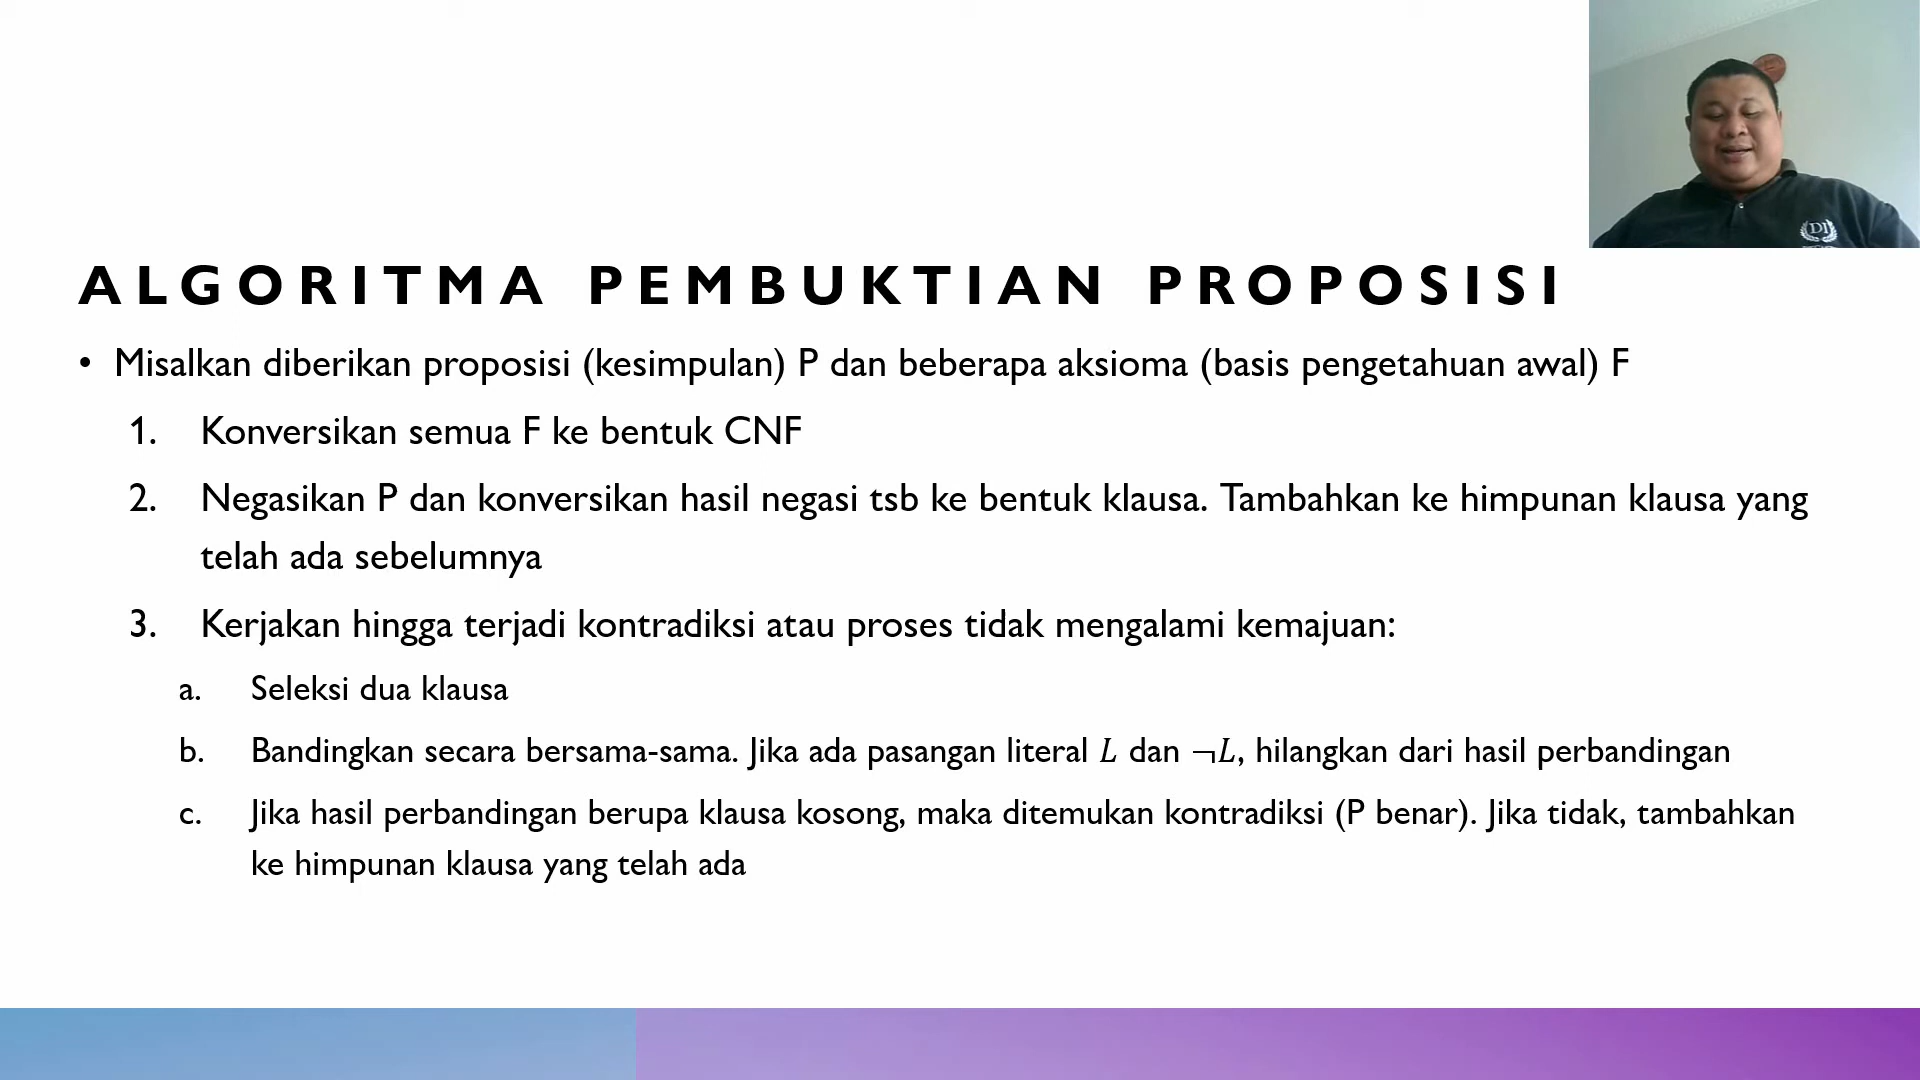 DI
ALGORITMA PEMBUKTIAN PROPOSISI
• Misalkan diberikan proposisi (kesimpulan) P dan beberapa aksioma (basis pengetahuan awal) F
1. Konversikan semua F ke bentuk CNF
2. Negasikan P dan konversikan hasil negasi tsb ke bentuk klausa. Tambahkan ke himpunan klausa yang
telah ada sebelumnya
3. Kerjakan hingga terjadi kontradiksi atau proses tidak mengalami kemajuan:
a. Seleksi dua klausa
b. Bandingkan secara bersama-sama. Jika ada pasangan literal L dan ¬L, hilangkan dari hasil perbandingan
c. Jika hasil perbandingan berupa klausa kosong, maka ditemukan kontradiksi (P benar). Jika tidak, tambahkan
ke himpunan klausa yang telah ada